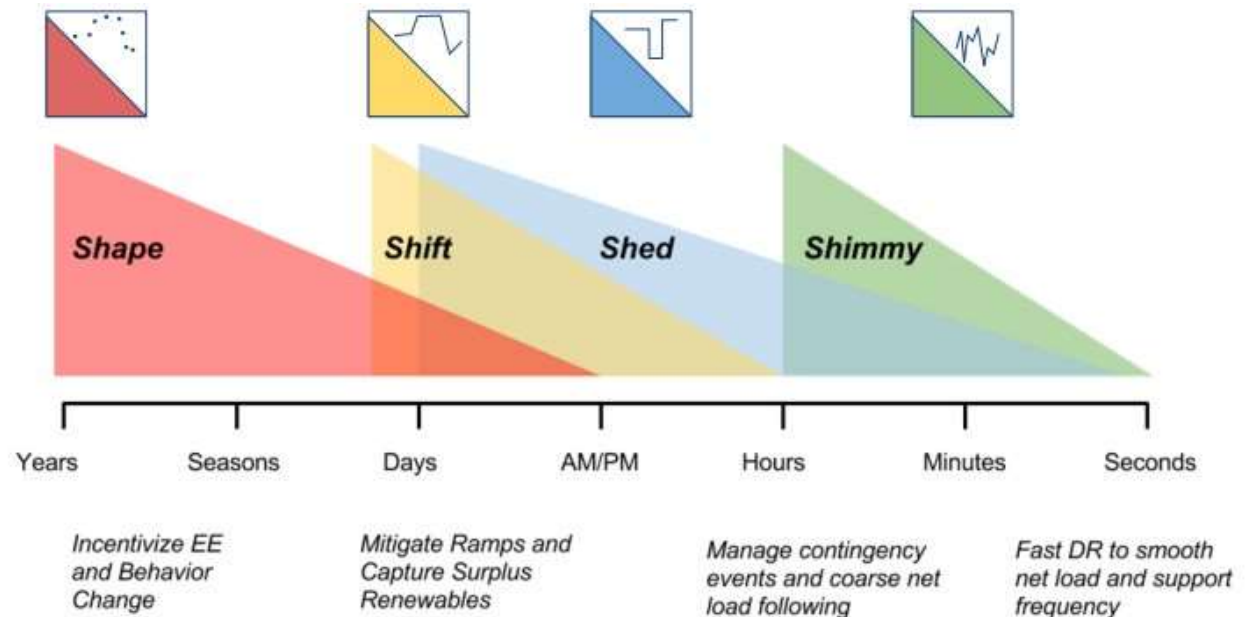 Shape
Shift
Shed
Shimmy
Years
Seasons
Days
AM/PM
Hours
Minutes
Seconds
Incentivize EE
and Behavior
Change
Mitigate Ramps and
Capture Surplus
Renewables
Manage contingency
events and coarse net
load following
Fast DR to smooth
net load and support
frequency